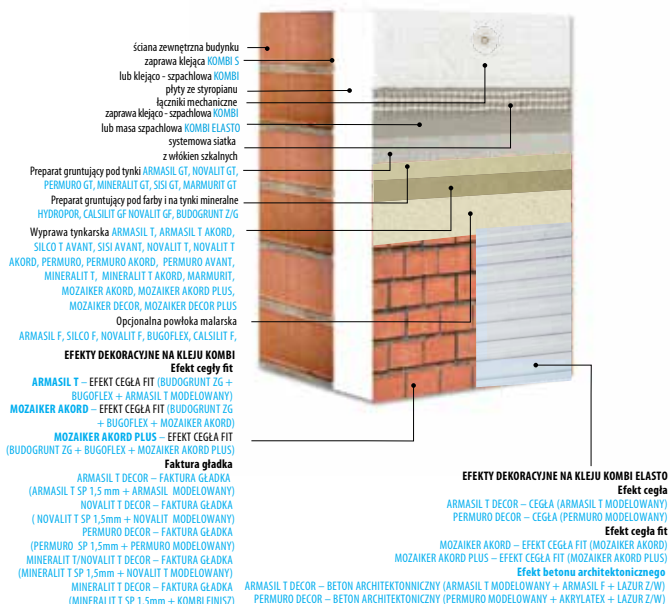 ściana zewnętrzna budynku
zaprawa klejąca KOMBI S
lub klejąco - szpachlowa KOMBI
płyty ze styropianu
łączniki mechaniczne
zaprawa klejąco - szpachlowa KOMBI
lub masa szpachlowa KOMBI ELASTO
systemowa siatka
z włókien szkalnych
Preparat gruntujący pod tynki ARMASIL GT, NOVALIT GT,
PERMURO GT, MINERALIT GT, SISI GT, MARMURIT GT
Preparat gruntujący pod farby i na tynki mineralne
HYDROPOR, CALSILIT GF NOVALIT GF, BUDOGRUNT Z/G
Wyprawa tynkarska ARMASIL T, ARMASIL T AKORD,
SILCO T AVANT, SISI AVANT, NOVALIT T, NOVALIT T
AKORD, PERMURO, PERMURO AKORD, PERMURO AVANT,
MINERALIT T, MINERALIT T AKORD, MARMURIT,
MOZAIKER AKORD, MOZAIKER AKORD PLUS,
MOZAIKER DECOR, MOZAIKER DECOR PLUS
Opcjonalna powłoka malarska
ARMASIL F, SILCO F, NOVALIT F, BUGOFLEX, CALSILIT F,
EFEKTY DEKORACYJNE NA KLEJU KOMBI
Efekt cegły fit
ARMASIL T – EFEKT CEGŁA FIT (BUDOGRUNT ZG +
BUGOFLEX + ARMASIL T MODELOWANY)
MOZAIKER AKORD – EFEKT CEGŁA FIT (BUDOGRUNT ZG
+ BUGOFLEX + MOZAIKER AKORD)
MOZAIKER AKORD PLUS – EFEKT CEGŁA FIT
(BUDOGRUNT ZG + BUGOFLEX + MOZAIKER AKORD PLUS)
Faktura gładka
ARMASIL T DECOR – FAKTURA GŁADKA
(ARMASIL T SP 1,5 mm + ARMASIL MODELOWANY)
NOVALIT T DECOR – FAKTURA GŁADKA
( NOVALIT T SP 1,5mm + NOVALIT MODELOWANY)
PERMURO DECOR – FAKTURA GŁADKA
(PERMURO SP 1,5mm + PERMURO MODELOWANY)
MINERALIT T/NOVALIT T DECOR – FAKTURA GŁADKA
(MINERALIT T SP 1,5mm + NOVALIT T MODELOWANY)
MINERALIT T DECOR – FAKTURA GŁADKA
(MINERALIT T SP 1,5mm + KOMBI FINISZ)
EFEKTY DEKORACYJNE NA KLEJU KOMBI ELASTO
Efekt cegła
ARMASIL T DECOR – CEGŁA (ARMASIL T MODELOWANY)
PERMURO DECOR – CEGŁA (PERMURO MODELOWANY)
Efekt cegła fit
MOZAIKER AKORD – EFEKT CEGŁA FIT (MOZAIKER AKORD)
MOZAIKER AKORD PLUS – EFEKT CEGŁA FIT (MOZAIKER AKORD PLUS)
Efekt betonu architektonicznego
ARMASIL T DECOR – BETON ARCHITEKTONNICZNY (ARMASIL T MODELOWANY + ARMASIL F + LAZUR Z/W)
PERMURO DECOR – BETON ARCHITEKTONICZNY (PERMURO MODELOWANY + AKRYLATEX + LAZUR Z/W)